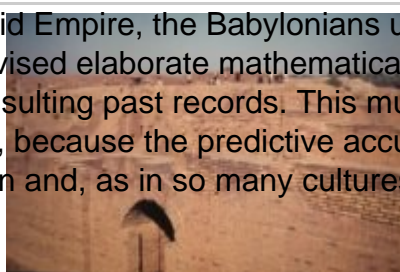 id Empire, the Babylonians u
vised elaborate mathematica
sulting past records. This mu
, because the predictive accu
n and, as in so many cultures